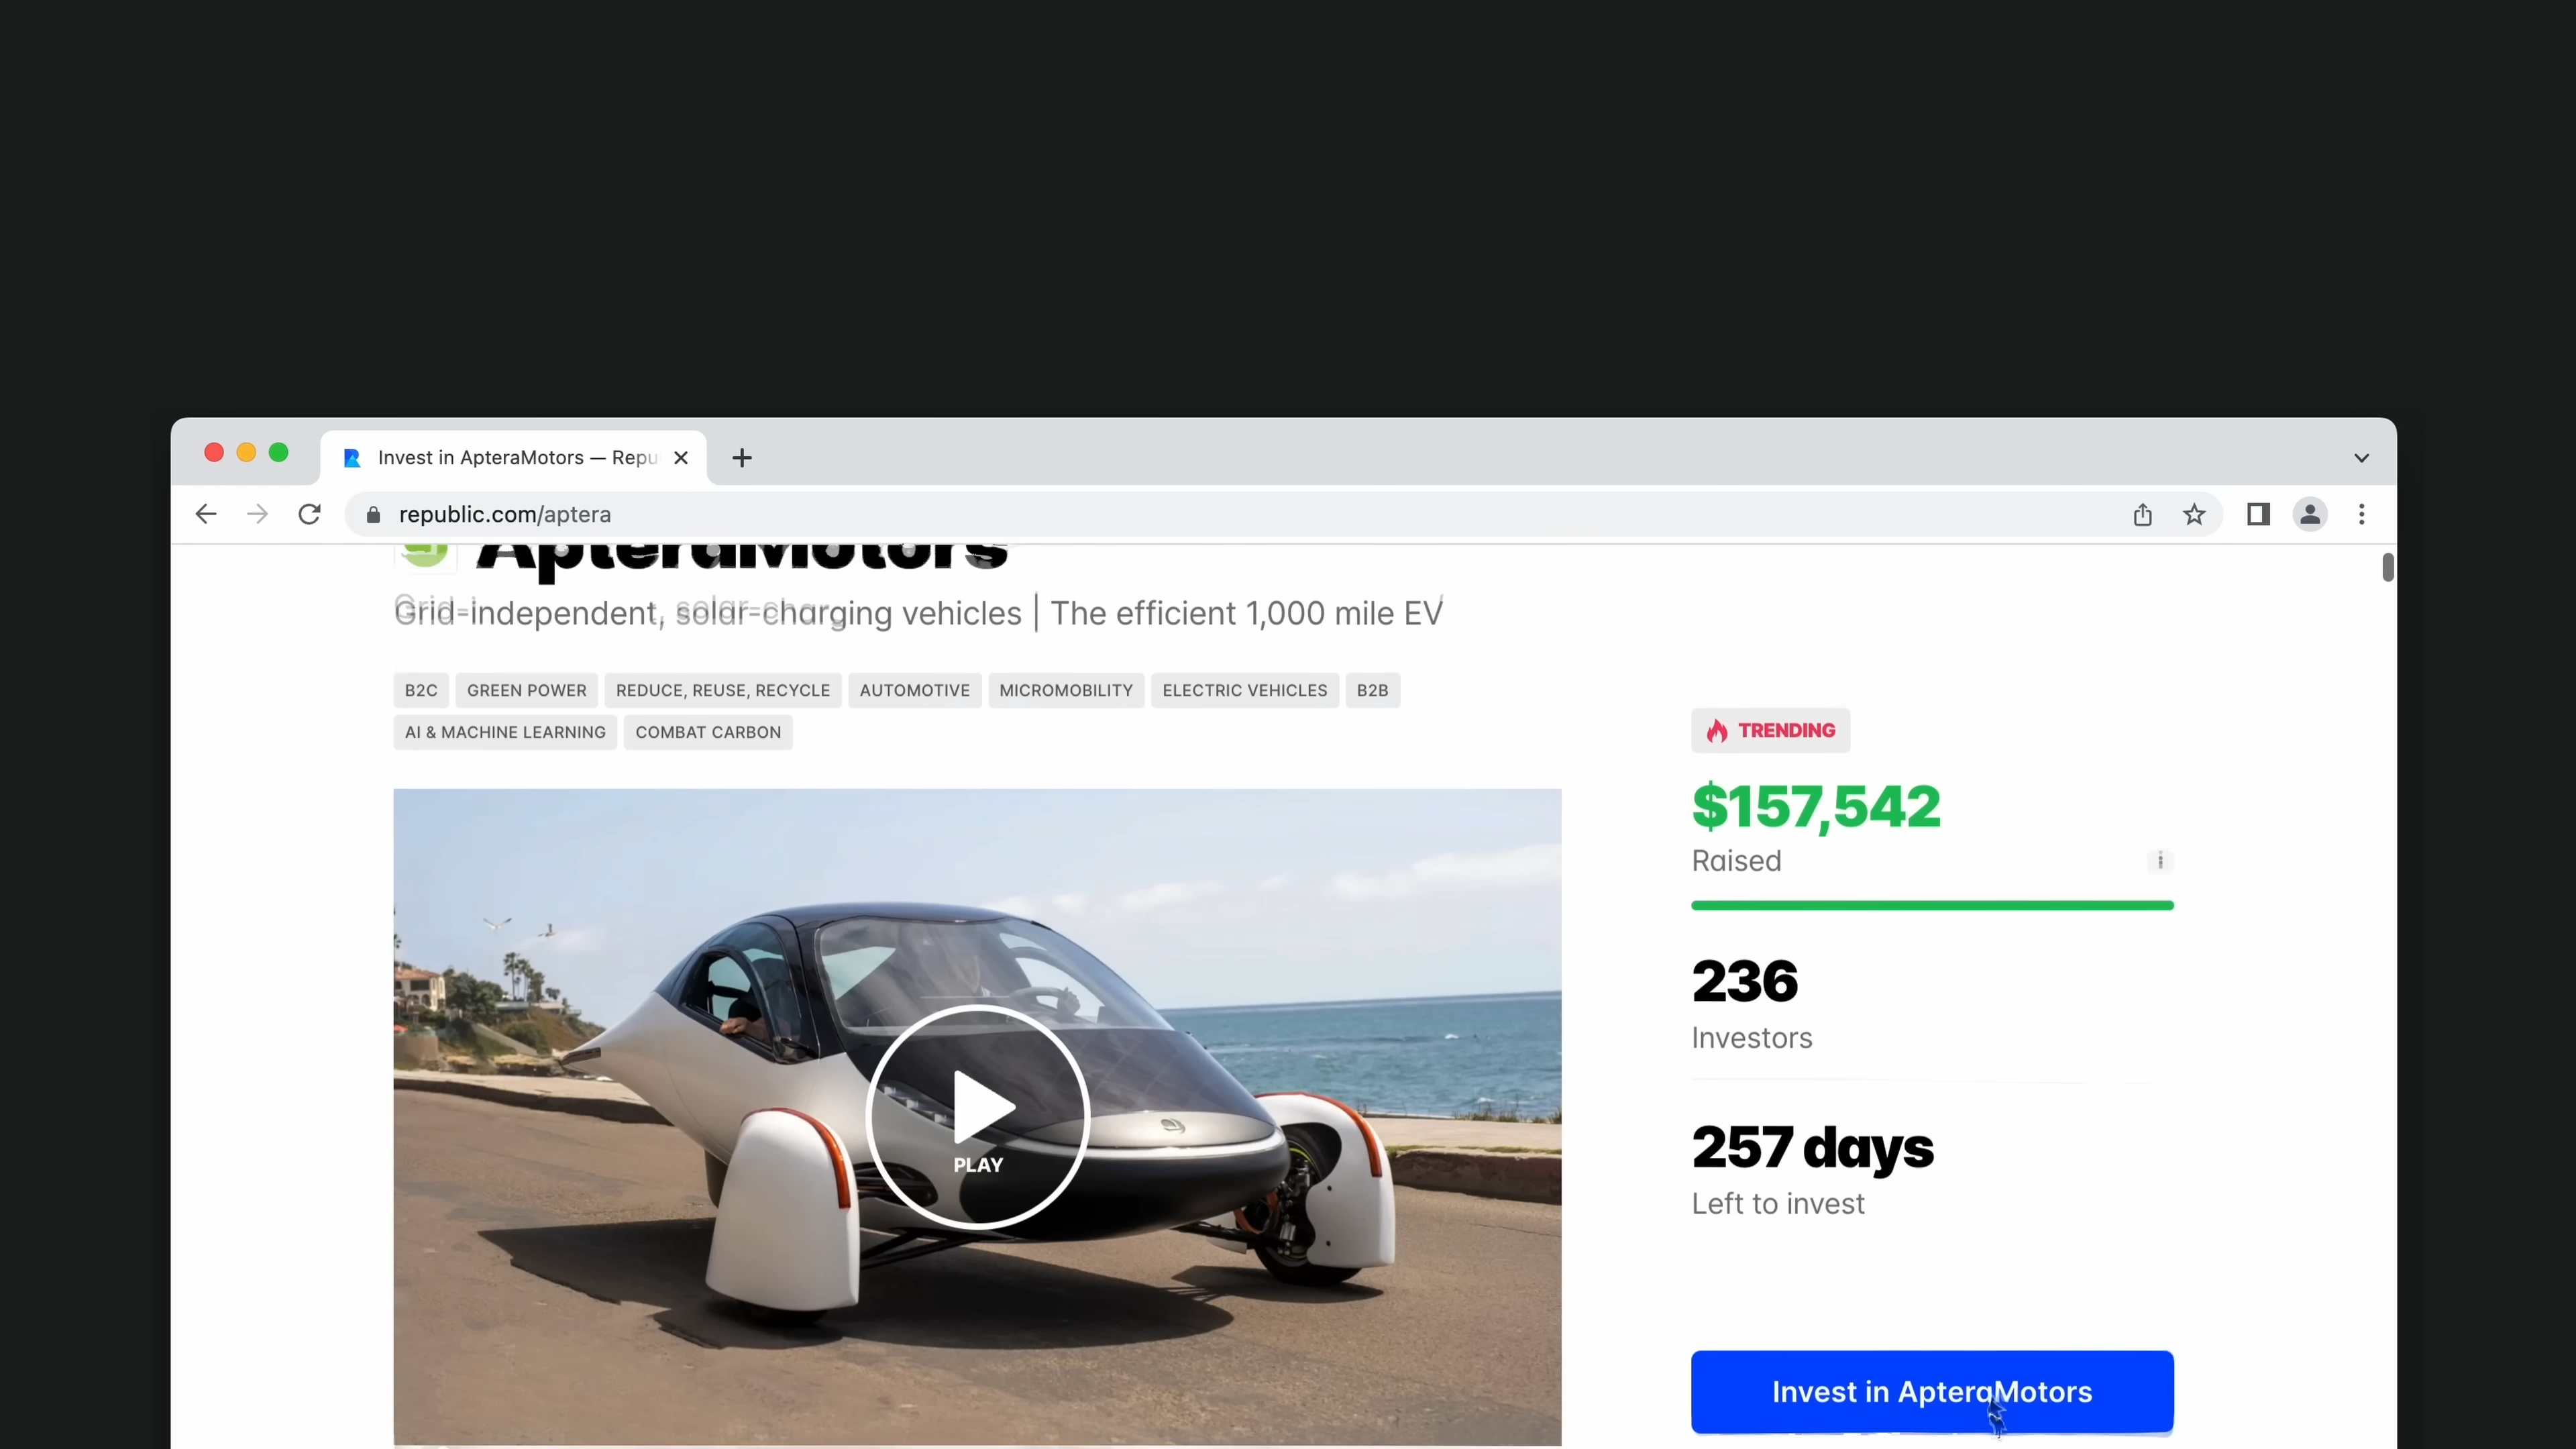 Invest in ApteraMotors — Repu
republic.com/aptera
ApteraMotors
Grid-independent, solar-charging vehicles | The efficient 1,000 mile EV
B2C GREEN POWER REDUCE, REUSE, RECYCLE AUTOMOTIVE MICROMOBILITY ELECTRIC VEHICLES B2B
AI & MACHINE LEARNING COMBAT CARBON
TRENDING
$157,542
Raised
236
Investors
257 days
Left to invest
PLAY
Invest in ApteraMotors